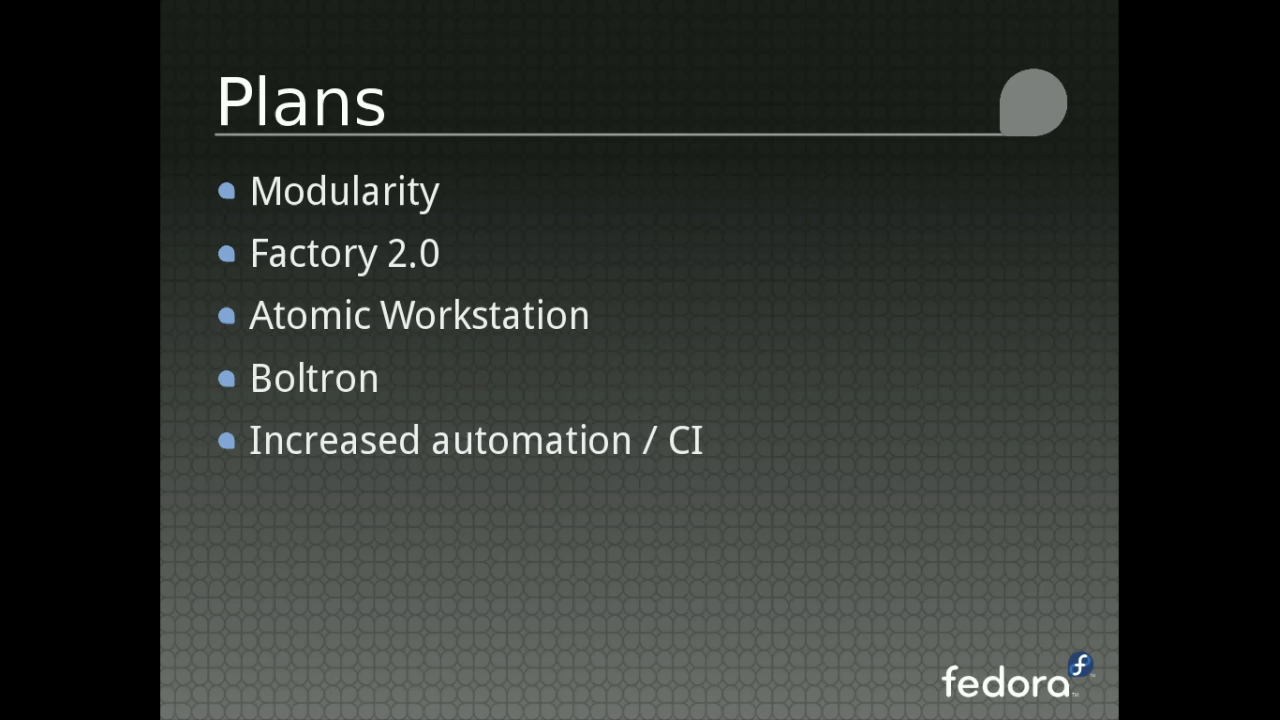 Plans
Modularity
Factory 2.0
Atomic Workstation
Boltron
Increased automation / CI
fedora